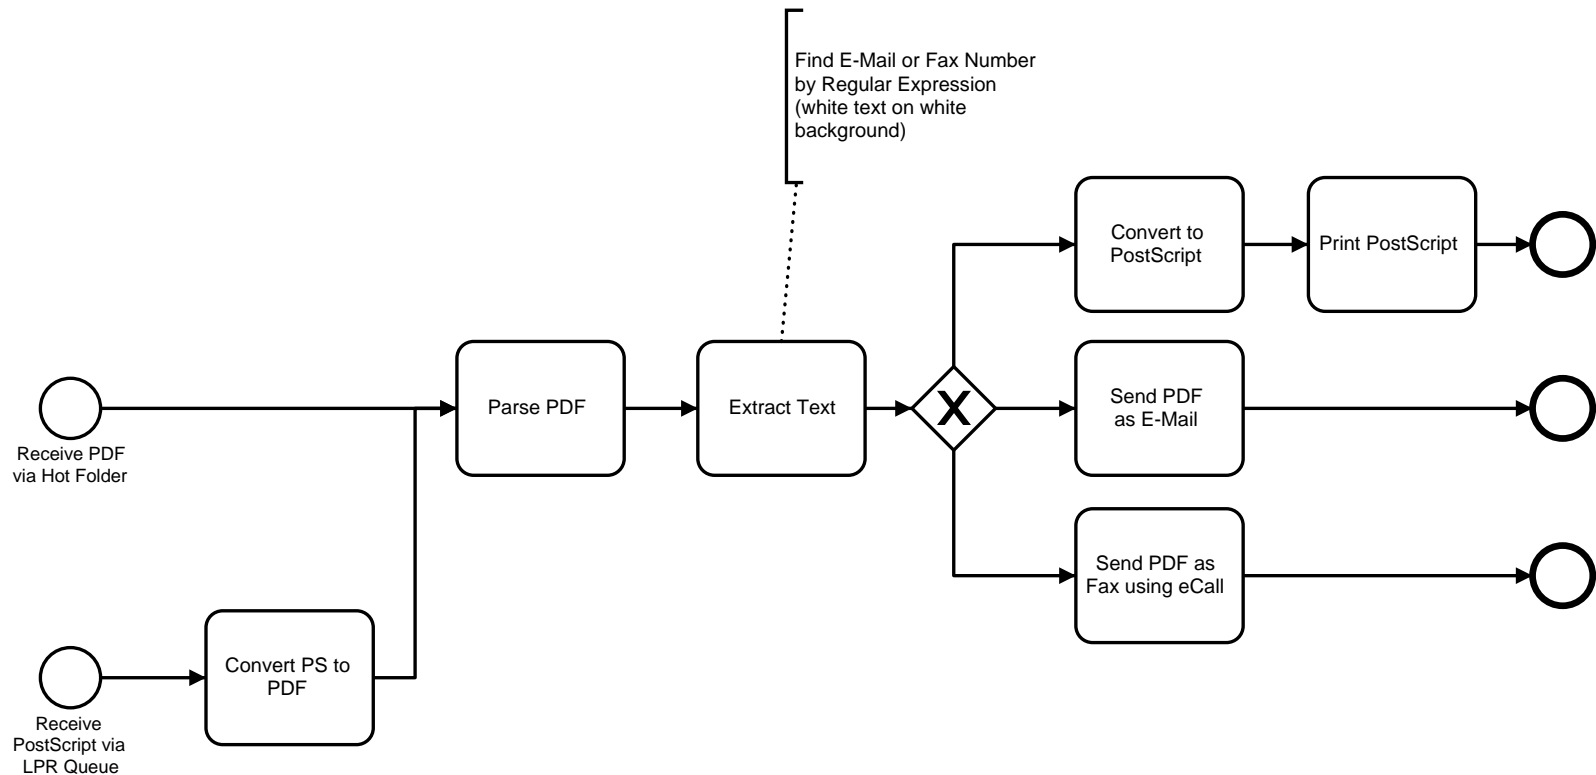 Find E-Mail or Fax Number
by Regular Expression
(white text on white
background)
Convert to
PostScript
Print PostScript
Parse PDF
Extract Text
X
Send PDF
as E-Mail
Receive PDF
via Hot Folder
Send PDF as
Fax using eCall
Convert PS to
PDF
Receive
PostScript via
LPR Queue